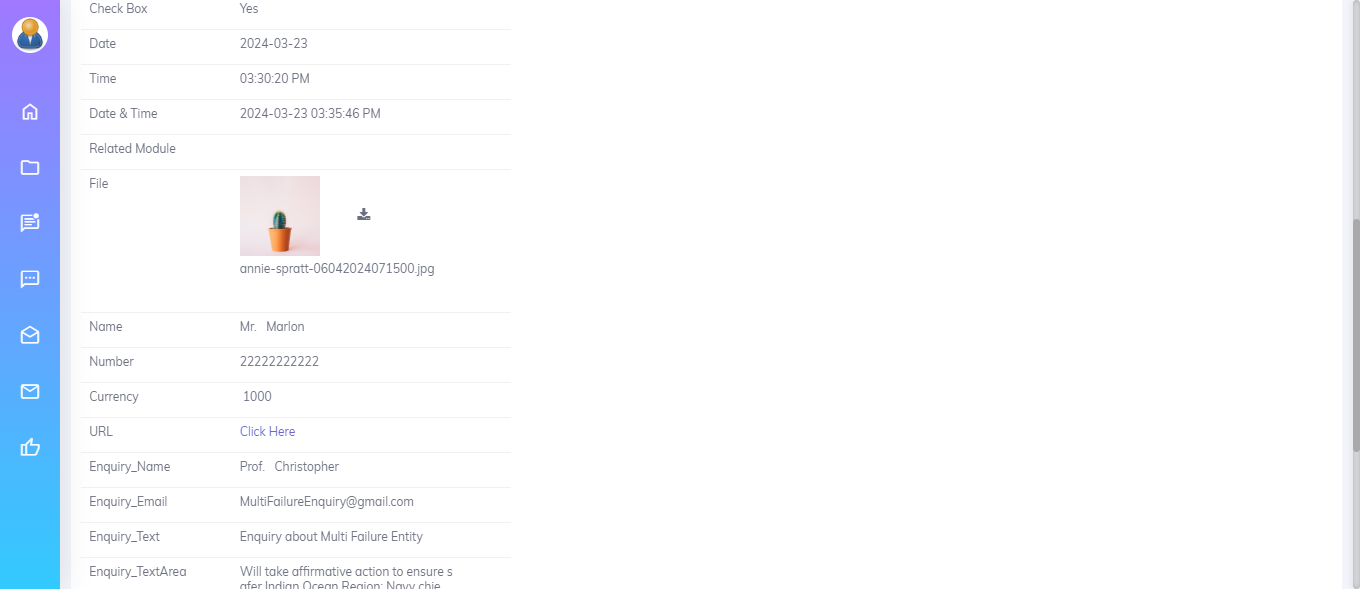 Check Box Yes
Date 2024-03-23
Time 03:30:20 PM
Date & Time 2024-03-23 03:35:46 PM
Related Module
File
annie-spratt-06042024071500.jpg
Name Mr. Marlon
Number 22222222222
Currency 1000
URL Click Here
Enquiry_Name Prof. Christopher
Enquiry_Email MultiFailureEnquiry@gmail.com
Enquiry_Text Enquiry about Multi Failure Entity
Enquiry_TextArea Will take affirmative action to ensure s
afer Indian Ocean Region: Navy chie